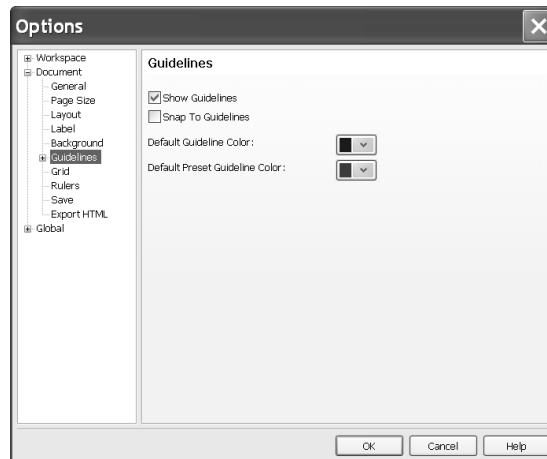 Options
Workspace
Document
General
Page Size
Layout
Label
Background
Guidelines
Grid
Rulers
Save
Export HTML
Global
Guidelines
Show Guidelines
Snap To Guidelines
Default Guideline Color:
Default Preset Guideline Color:
OK
Cancel
Help